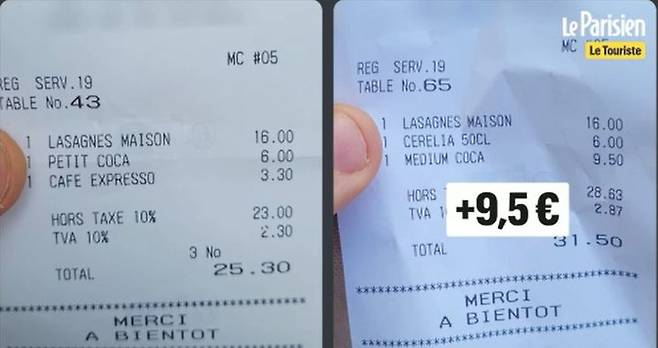 MC #05
REG SERV.19
TABLE No.43
1 LASAGNES MAISON 16.00
1 PETIT COCA 6.00
1 CAFE EXPRESSO 3.30
HORS TAXE 10% 23.00
TVA 10% 2.30
3 No
TOTAL 25.30
********************
MERCI
A BIENTOT
Le Parisien
Le Touriste
MC
REG SERV.19
TABLE No.65
1 LASAGNES MAISON 16.00
1 CERELIA 50CL 6.00
1 MEDIUM COCA 9.50
HORS 28.63
TVA 2.87
+9,5 €
TOTAL 31.50
********************
MERCI
A BIENTOT